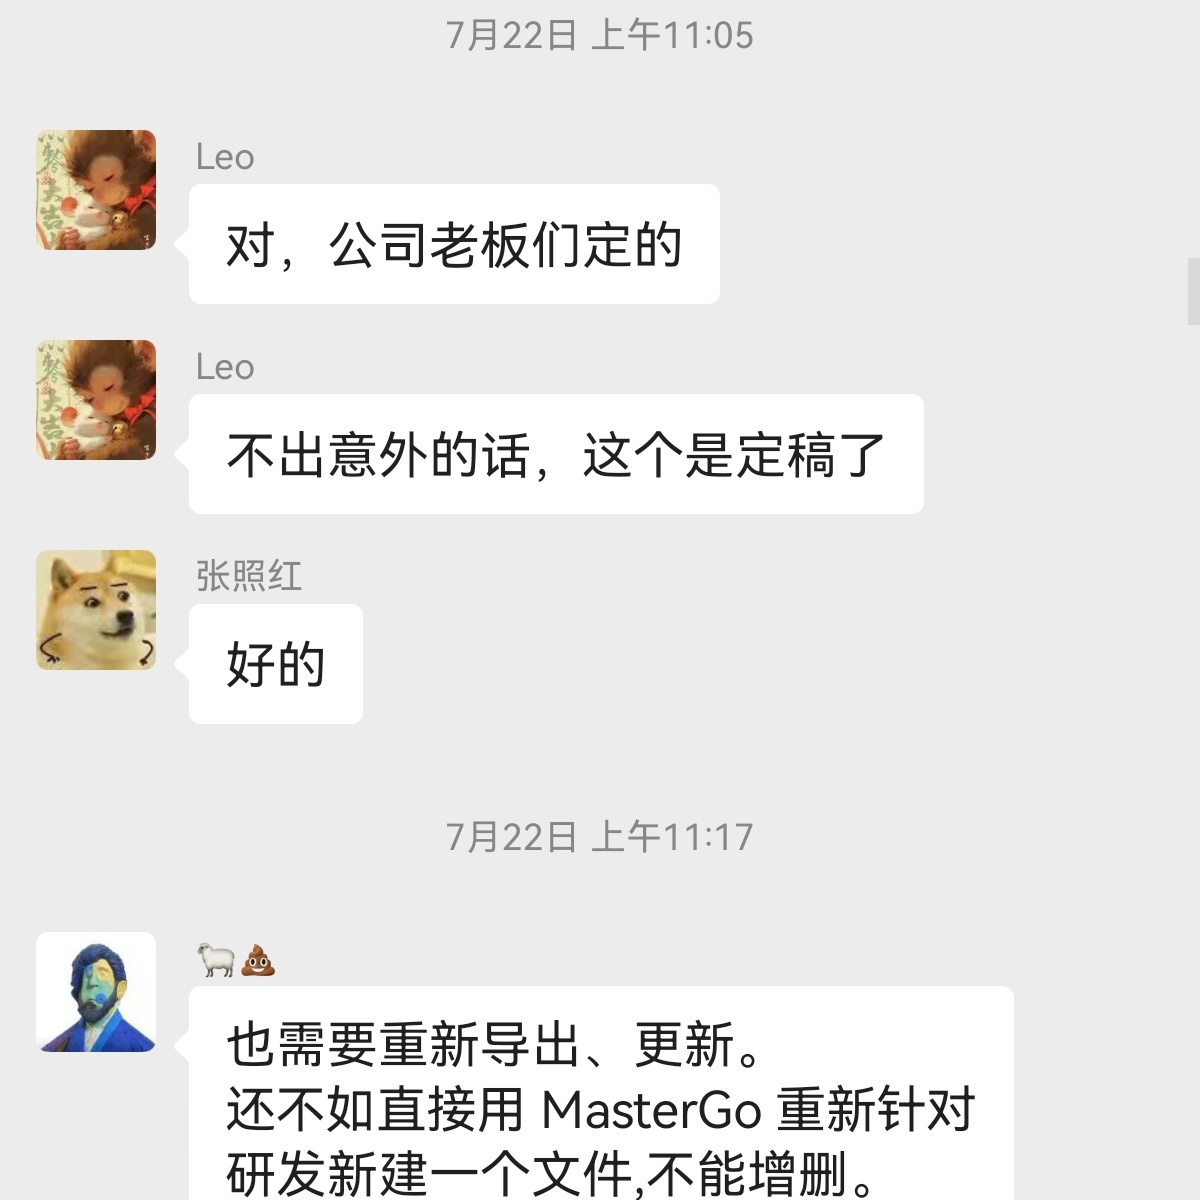 7月22日 上午11:05
Leo
对，公司老板们定的
Leo
不出意外的话，这个是定稿了
张照红
好的
7月22日 上午11:17
🐑💩
也需要重新导出、更新。
还不如直接用 MasterGo 重新针对
研发新建一个文件,不能增删。